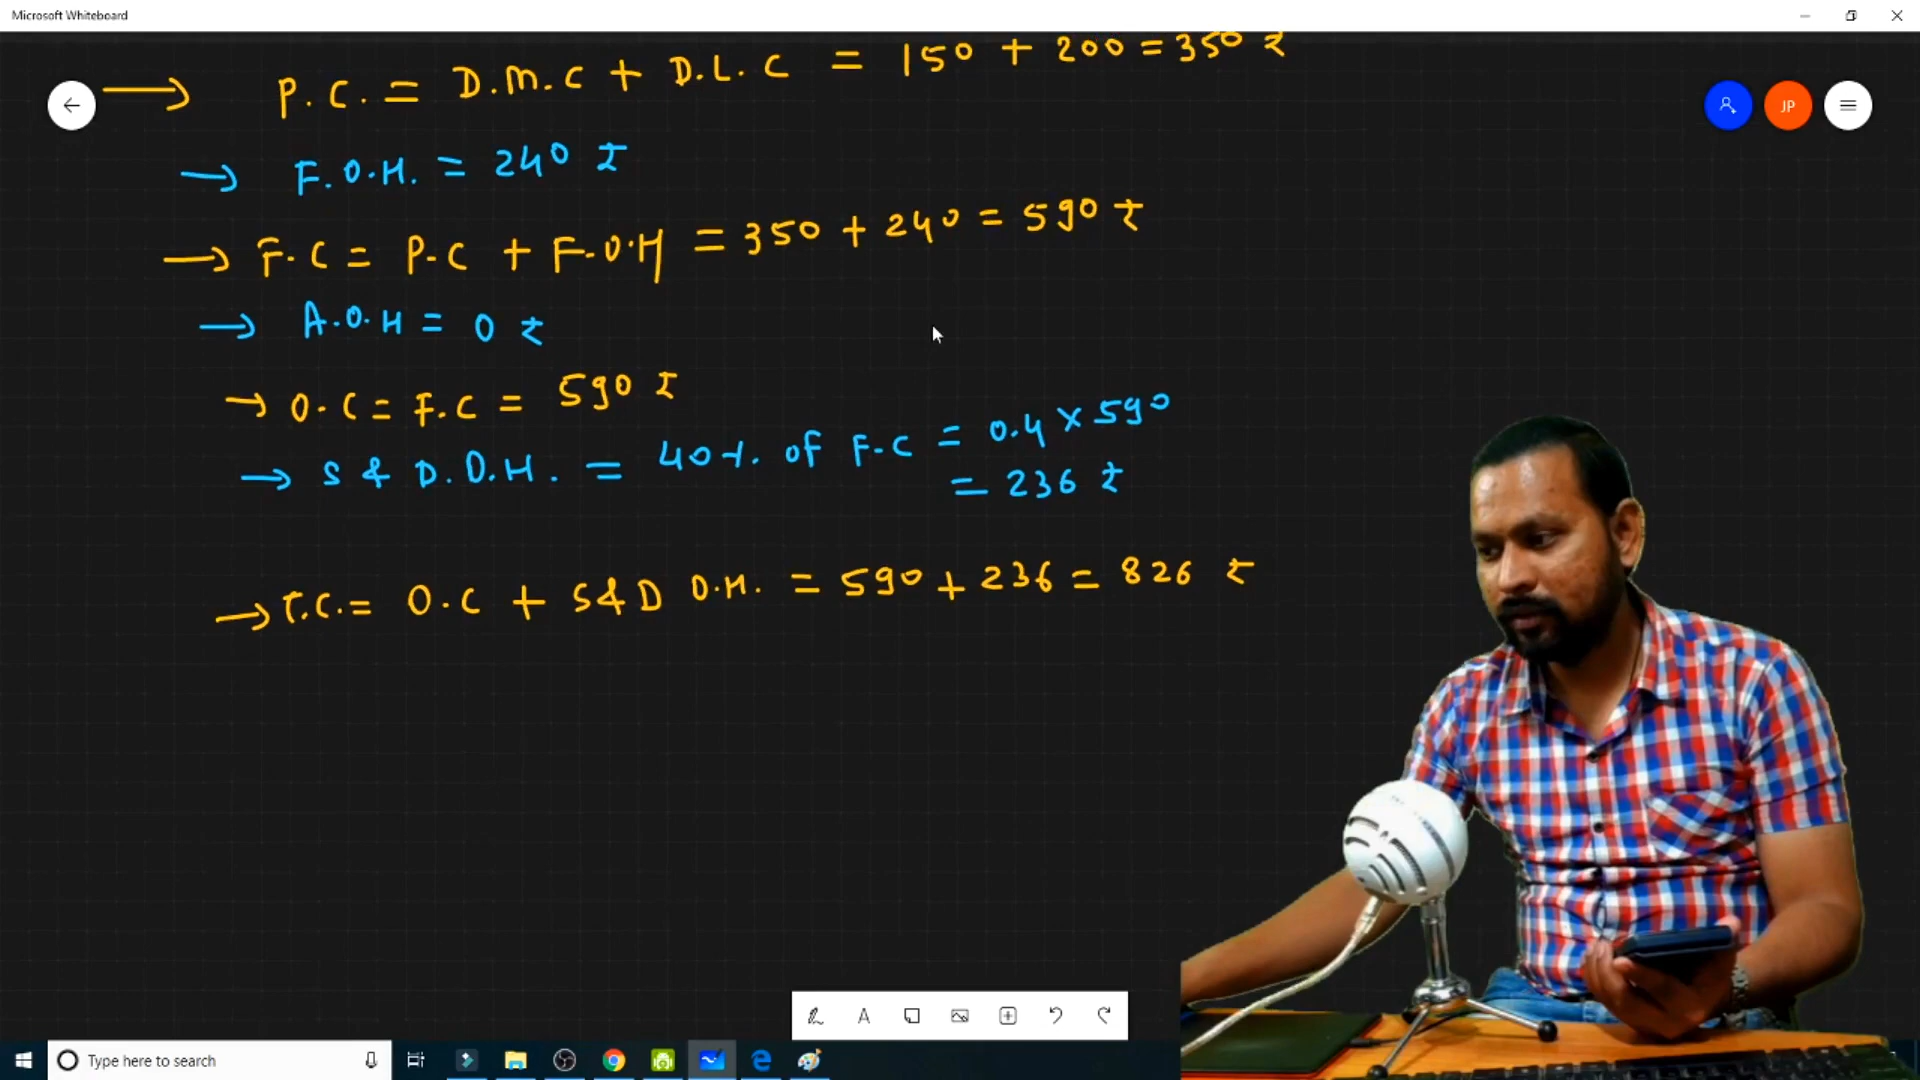 Microsoft Whiteboard
→ P.C. = D.M.C + D.L.C = 150 + 200 = 350 ₹
JP
→ F.O.H. = 240 ₹
→ F.C = P.C + F.O.H = 350 + 240 = 590 ₹
→ A.O.H = 0 ₹
→ O.C = F.C = 590 ₹
→ S & D.O.H. = 40%. of F.C = 0.4 × 590
= 236 ₹
→ T.C. = O.C + S&D O.H. = 590 + 236 = 826 ₹
Type here to search